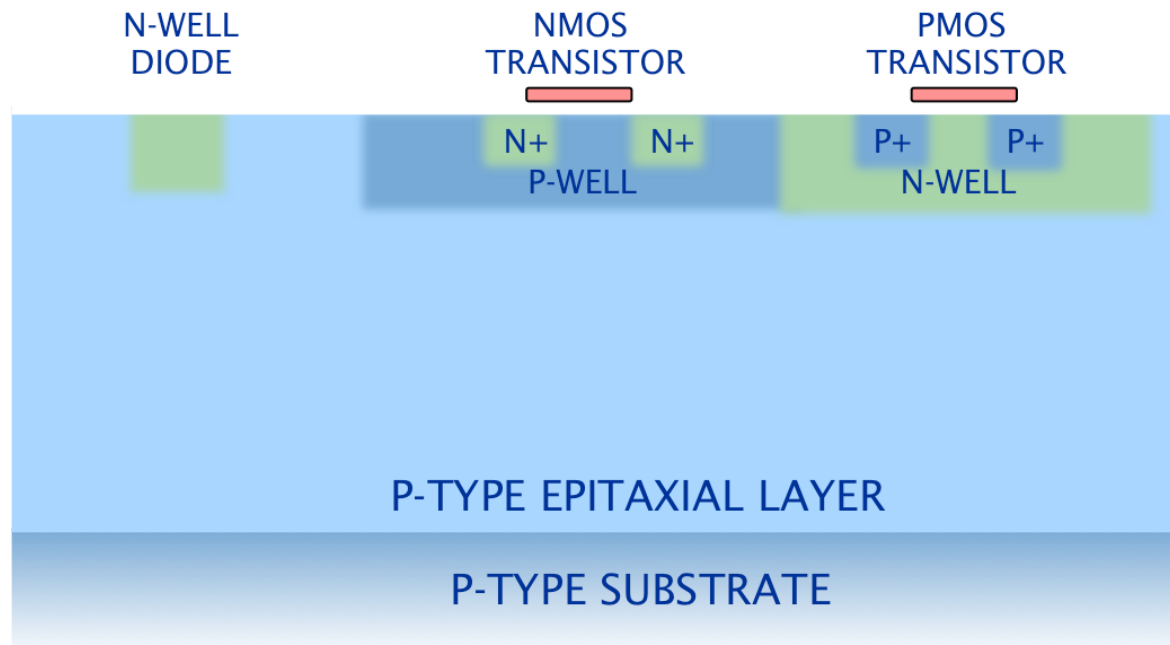 N-WELL
DIODE
NMOS
TRANSISTOR
PMOS
TRANSISTOR
N+
N+
P-WELL
P+
P+
N-WELL
P-TYPE EPITAXIAL LAYER
P-TYPE SUBSTRATE